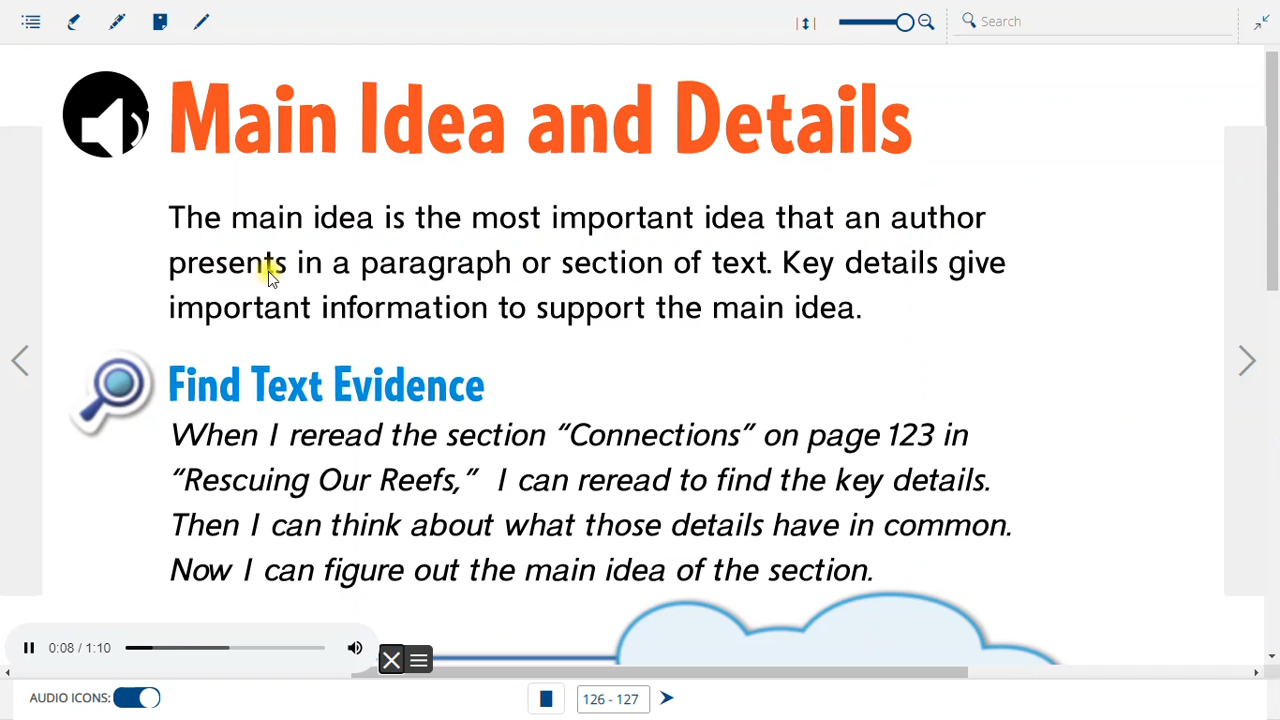 Search
Main Idea and Details
The main idea is the most important idea that an author
presents in a paragraph or section of text. Key details give
important information to support the main idea.
Find Text Evidence
When I reread the section “Connections” on page 123 in
“Rescuing Our Reefs,” I can reread to find the key details.
Then I can think about what those details have in common.
Now I can figure out the main idea of the section.
0:08 / 1:10
AUDIO ICONS:
126 - 127